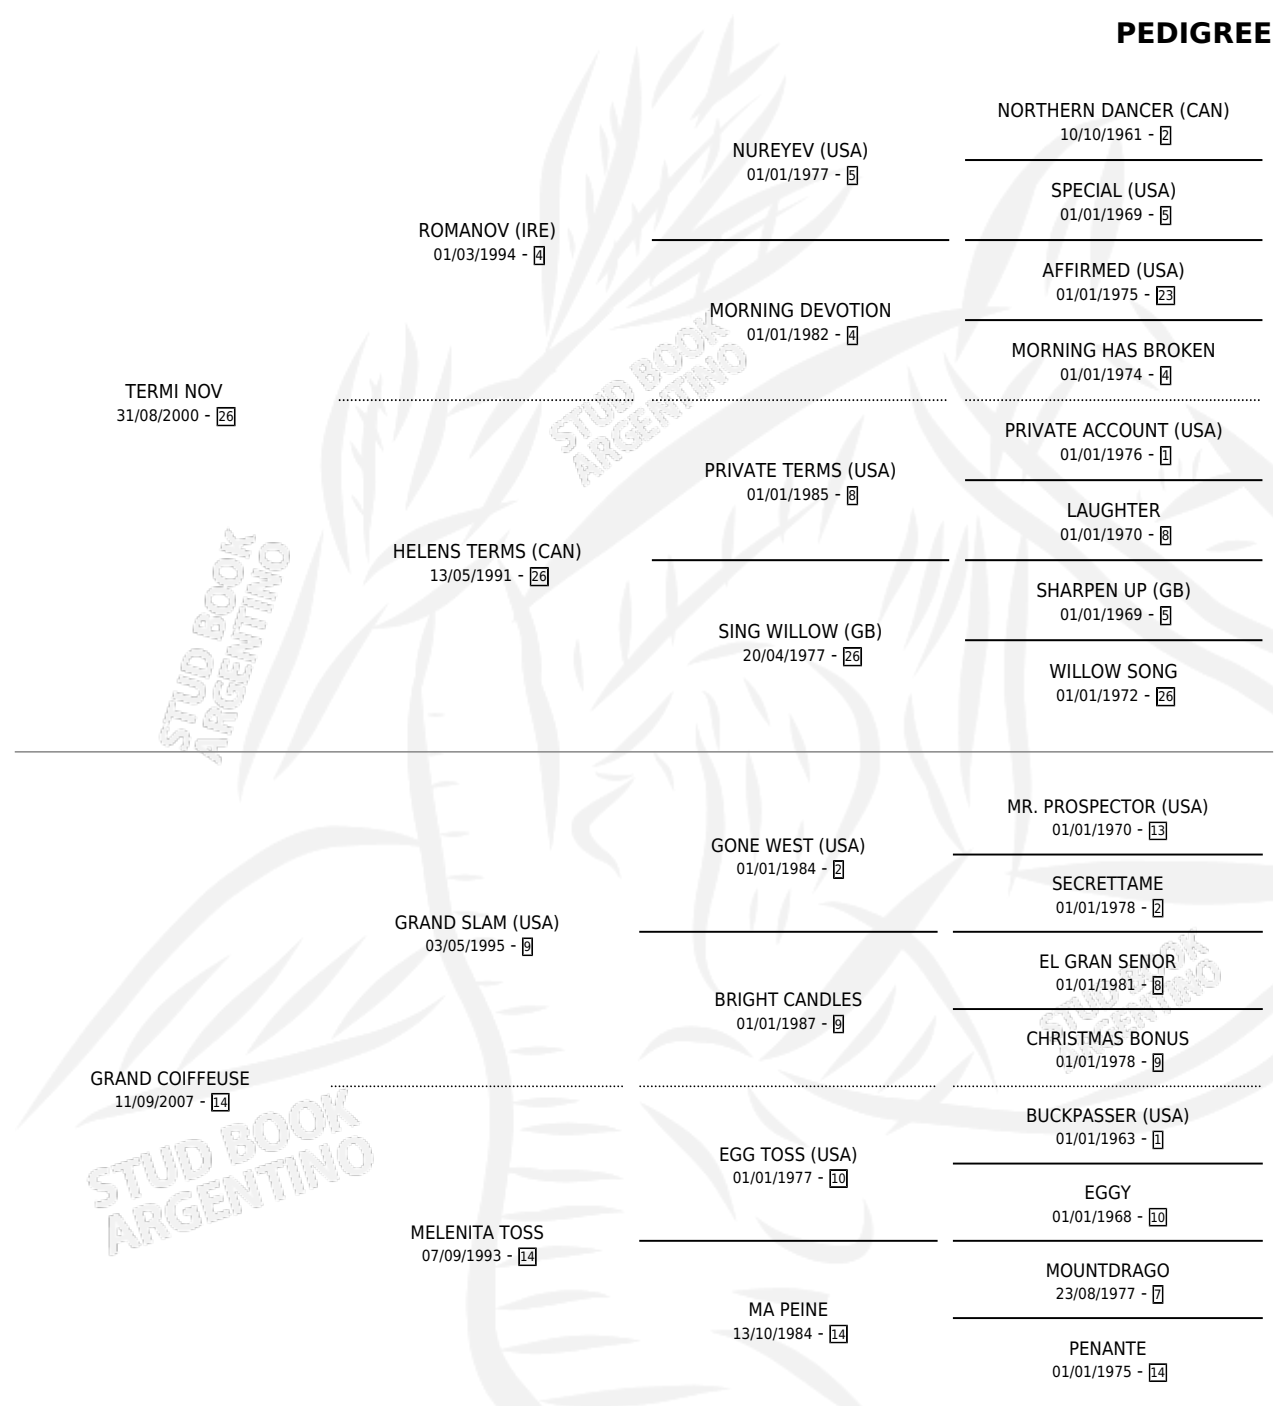 PEDIGREE
NORTHERN DANCER (CAN)
10/10/1961 - 2
NUREYEV (USA)
01/01/1977 - 5
SPECIAL (USA)
01/01/1969 - 5
ROMANOV (IRE)
01/03/1994 - 4
AFFIRMED (USA)
01/01/1975 - 23
MORNING DEVOTION
01/01/1982 - 4
MORNING HAS BROKEN
01/01/1974 - 4
TERMI NOV
31/08/2000 - 26
PRIVATE ACCOUNT (USA)
01/01/1976 - 1
PRIVATE TERMS (USA)
01/01/1985 - 8
LAUGHTER
01/01/1970 - 8
HELENS TERMS (CAN)
13/05/1991 - 26
SHARPEN UP (GB)
01/01/1969 - 5
SING WILLOW (GB)
20/04/1977 - 26
WILLOW SONG
01/01/1972 - 26
MR. PROSPECTOR (USA)
01/01/1970 - 13
GONE WEST (USA)
01/01/1984 - 2
SECRETTAME
01/01/1978 - 2
GRAND SLAM (USA)
03/05/1995 - 9
EL GRAN SENOR
01/01/1981 - 8
BRIGHT CANDLES
01/01/1987 - 9
CHRISTMAS BONUS
01/01/1978 - 9
GRAND COIFFEUSE
11/09/2007 - 14
BUCKPASSER (USA)
01/01/1963 - 1
EGG TOSS (USA)
01/01/1977 - 10
EGGY
01/01/1968 - 10
MELENITA TOSS
07/09/1993 - 14
MOUNTDRAGO
23/08/1977 - 7
MA PEINE
13/10/1984 - 14
PENANTE
01/01/1975 - 14
STUD BOOK
ARGENTINO
STUD BOOK
ARGENTINO
STUD BOOK
ARGENTINO
STUD BOOK
ARGENTINO